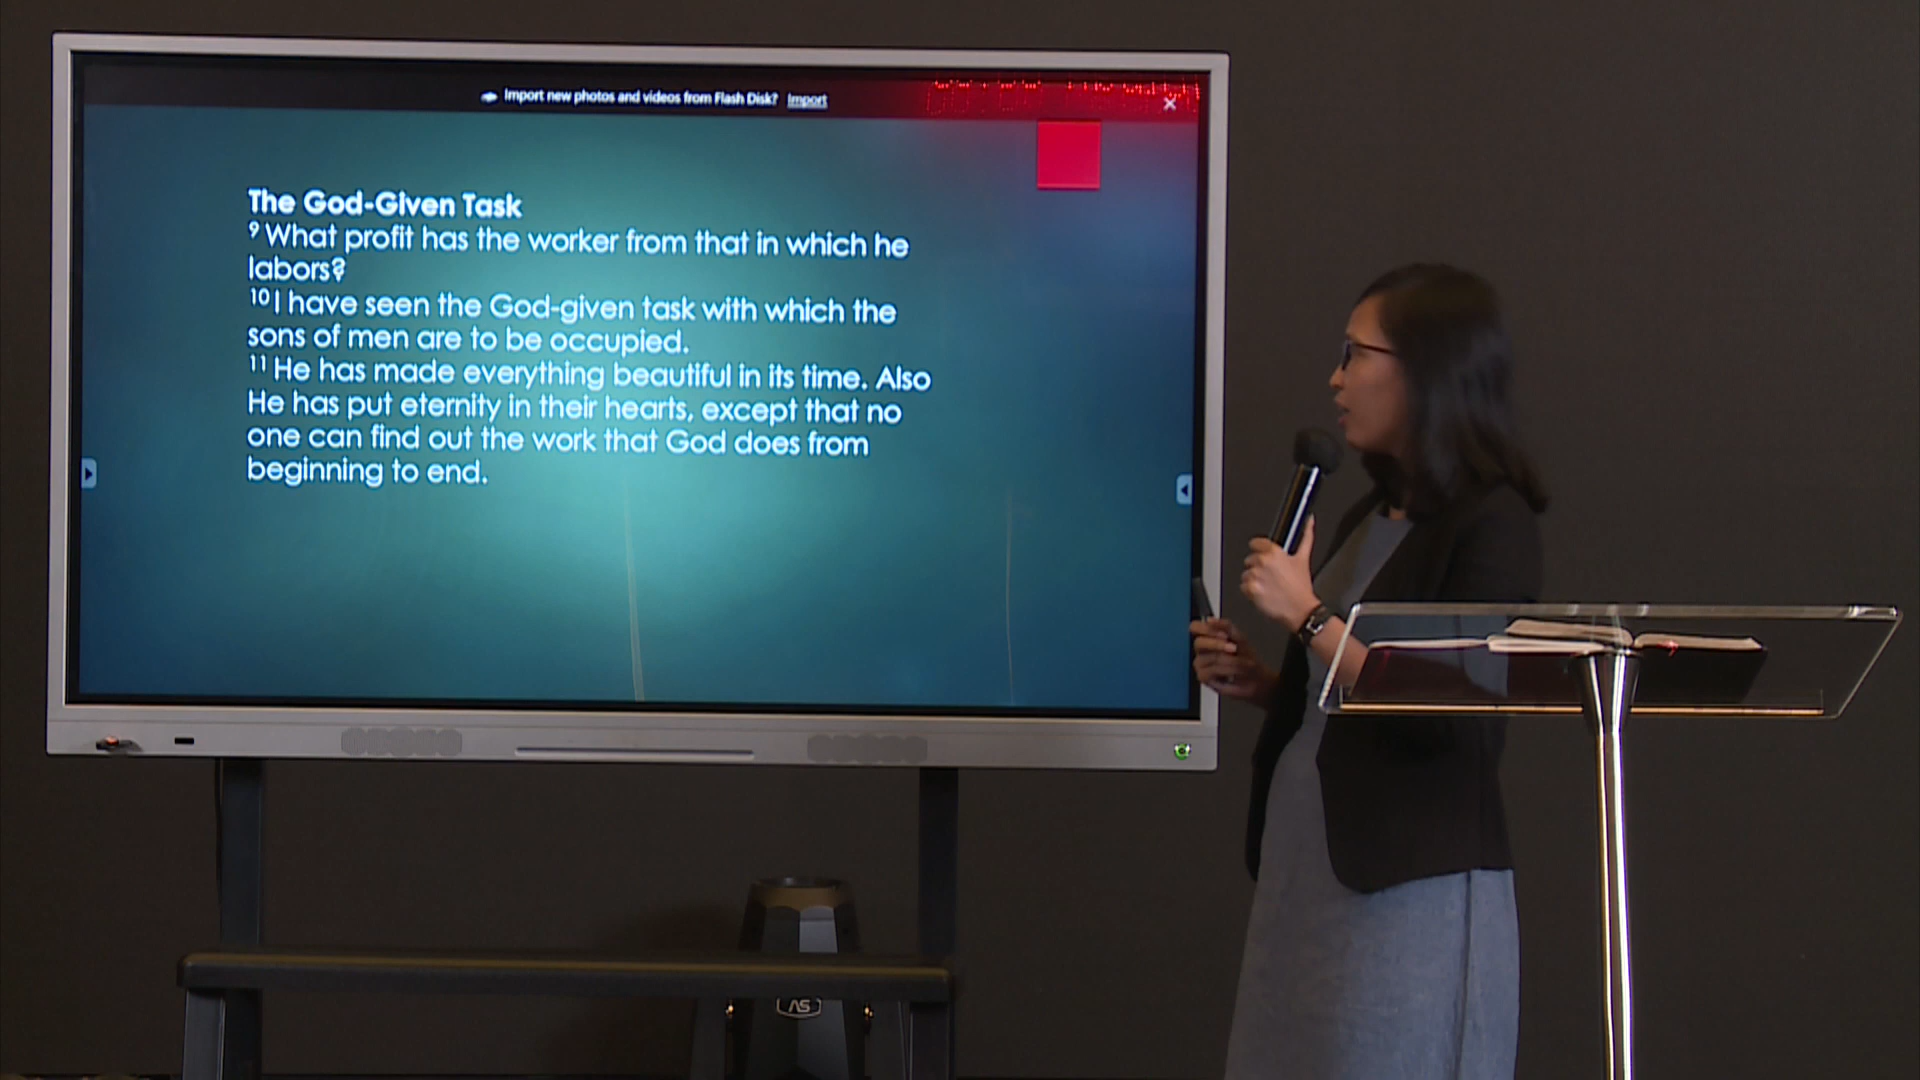 Import new photos and videos from Flash Disk? Import
The God-Given Task
9 What profit has the worker from that in which he
labors?
10 I have seen the God-given task with which the
sons of men are to be occupied.
11 He has made everything beautiful in its time. Also
He has put eternity in their hearts, except that no
one can find out the work that God does from
beginning to end.
AS